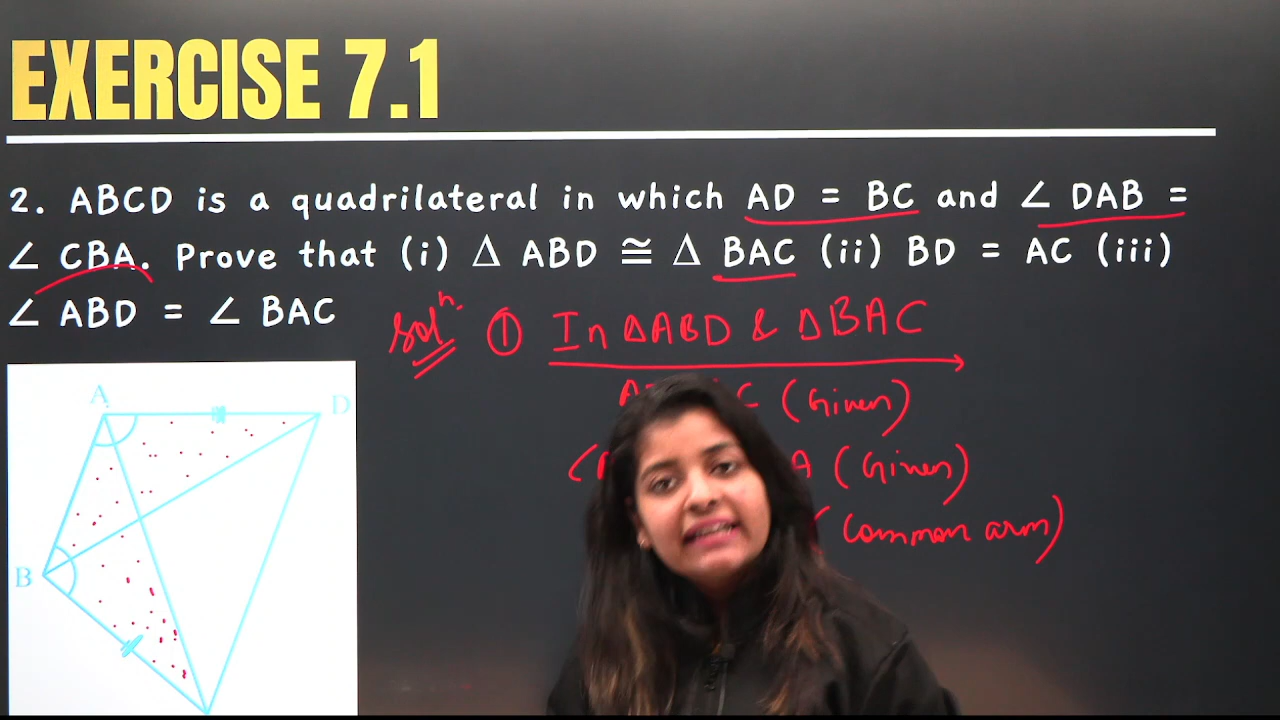 EXERCISE 7.1
2. ABCD is a quadrilateral in which AD = BC and ∠ DAB =
∠ CBA. Prove that (i) Δ ABD ≅ Δ BAC (ii) BD = AC (iii)
∠ ABD = ∠ BAC
Solⁿ. ① In ΔABD & ΔBAC
C (Given)
A (Given)
(Common arm)
A
D
B